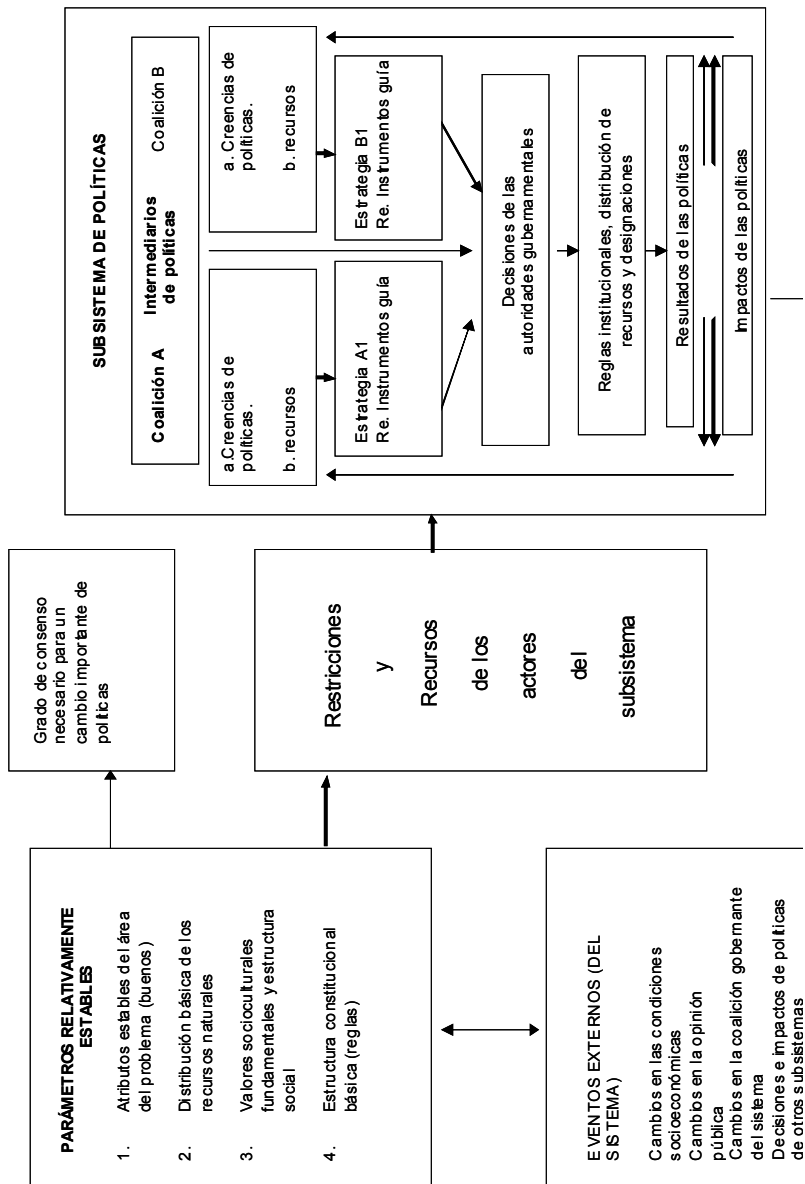 PARÁMETROS RELATIVAMENTE
ESTABLES
1. Atributos estables del área
del problema (buenos)
2. Distribución básica de los
recursos naturales
3. Valores socioculturales
fundamentales y estructura
social
4. Estructura constitucional
básica (reglas)
EVENTOS EXTERNOS (DEL
SISTEMA)
Cambios en las condiciones
socioeconómicas
Cambios en la opinión
pública
Cambios en la coalición gobernante
del sistema
Decisiones e impactos de políticas
de otros subsistemas
Grado de consenso
necesario para un
cambio importante de
políticas
Restricciones
y
Recursos
de los
actores
del
subsistema
SUBSISTEMA DE POLÍTICAS
Coalición A Intermediarios Coalición B
de políticas
a.Creencias de
políticas.
b. recursos
a. Creencias de
políticas.
b. recursos
Estrategia A1
Re. Instrumentos guía
Estrategia B1
Re. Instrumentos guía
Decisiones de las
autoridades gubernamentales
Reglas institucionales, distribución de
recursos y designaciones
Resultados de las políticas
Impactos de las políticas